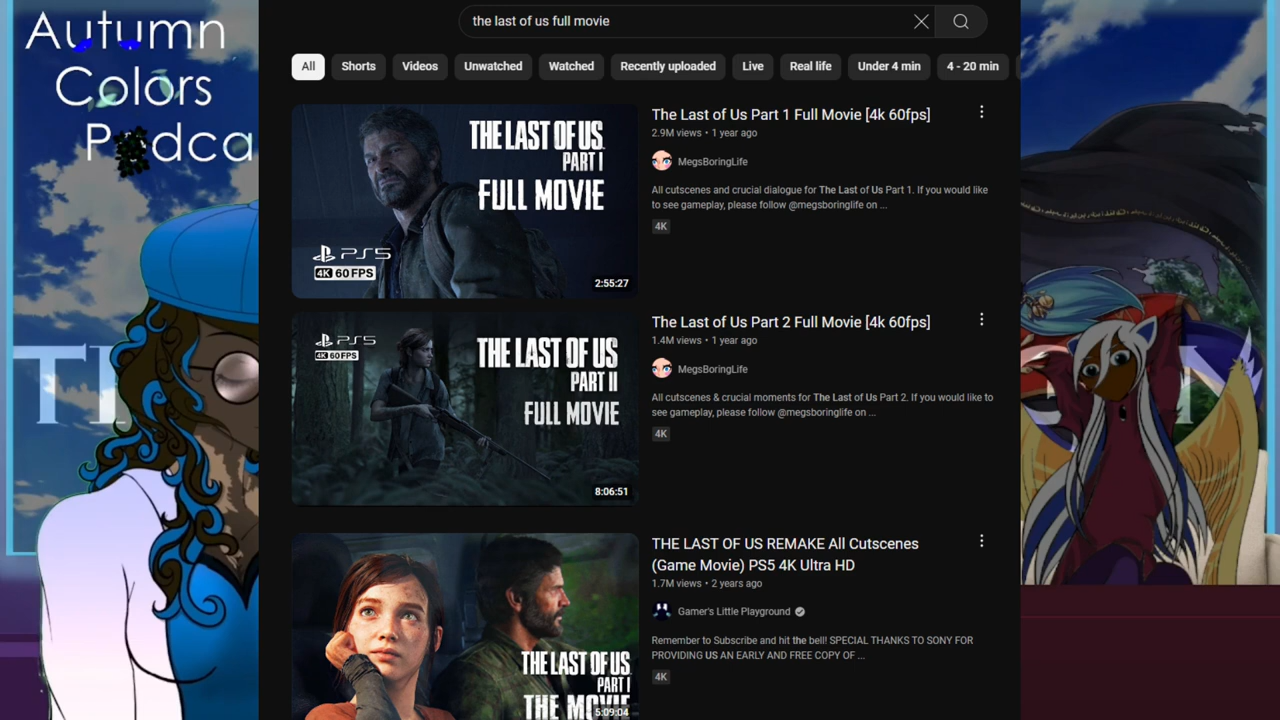 Autumn
Colors
Podca
the last of us full movie
All
Shorts
Videos
Unwatched
Watched
Recently uploaded
Live
Real life
Under 4 min
4 - 20 min
THE LAST OF US
PART I
FULL MOVIE
PS5
4K 60 FPS
2:55:27
The Last of Us Part 1 Full Movie [4k 60fps]
2.9M views • 1 year ago
MegsBoringLife
All cutscenes and crucial dialogue for The Last of Us Part 1. If you would like
to see gameplay, please follow @megsboringlife on ...
4K
PS5
4K 60 FPS
THE LAST OF US
PART II
FULL MOVIE
8:06:51
The Last of Us Part 2 Full Movie [4k 60fps]
1.4M views • 1 year ago
MegsBoringLife
All cutscenes & crucial moments for The Last of Us Part 2. If you would like to
see gameplay, please follow @megsboringlife on ...
4K
THE LAST OF US
PART I
THE MOVIE
5:09:04
THE LAST OF US REMAKE All Cutscenes
(Game Movie) PS5 4K Ultra HD
1.7M views • 2 years ago
Gamer's Little Playground
Remember to Subscribe and hit the bell! SPECIAL THANKS TO SONY FOR
PROVIDING US AN EARLY AND FREE COPY OF ...
4K